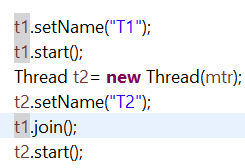 t1.setName("T1");
t1.start();
Thread t2= new Thread(mtr);
t2.setName("T2");
t1.join();
t2.start();